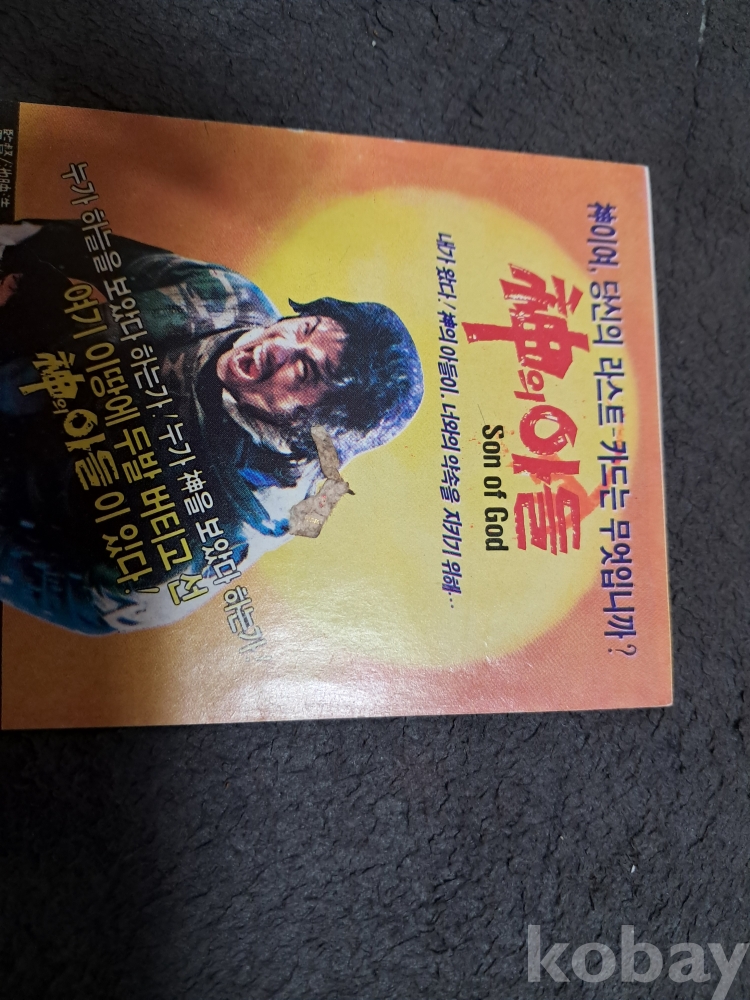 神이여, 당신의 라스트-카드는 무엇입니까?
神의 아들
Son of God
내가 왔다. 神의 아들이, 너와의 약속을 지키기 위해...
누가 하늘을 보았다 하는가! 누가 神을 보았다 하는가!
여기 이땅에 두발 버티고 선
神의 아들이 있다!
監督/池
kobay